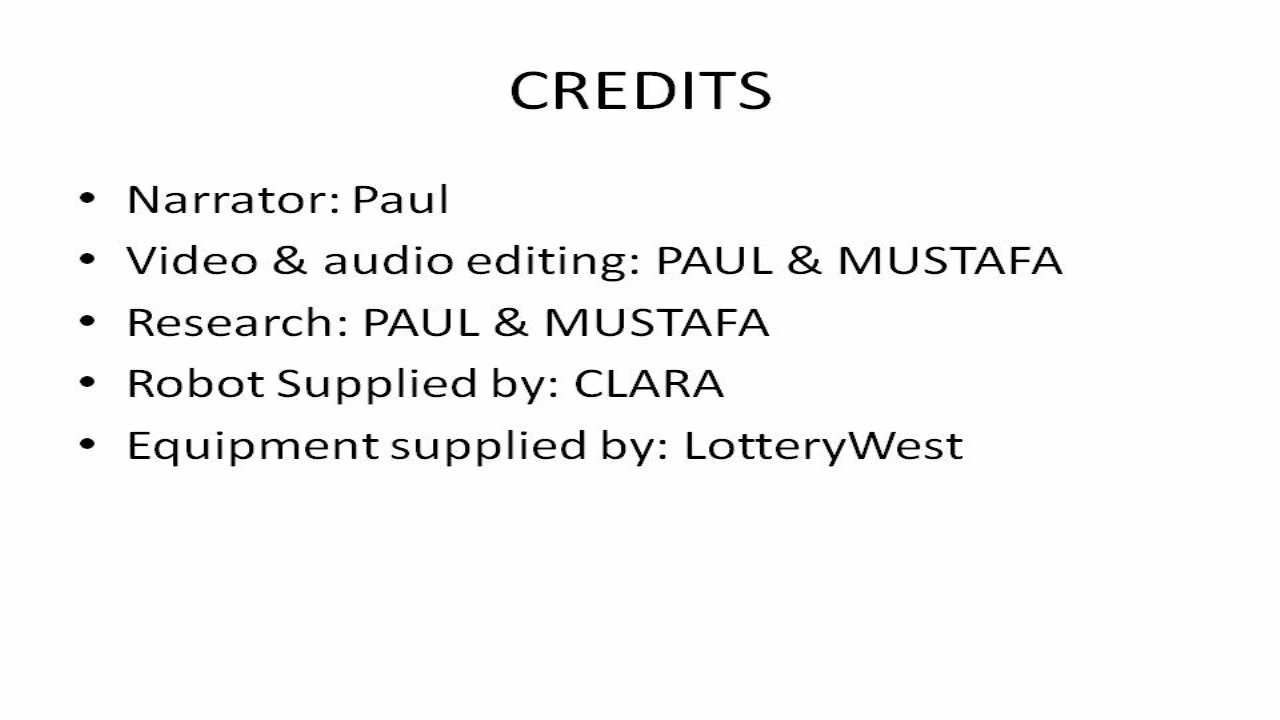 CREDITS
• Narrator: Paul
• Video & audio editing: PAUL & MUSTAFA
• Research: PAUL & MUSTAFA
• Robot Supplied by: CLARA
• Equipment supplied by: LotteryWest